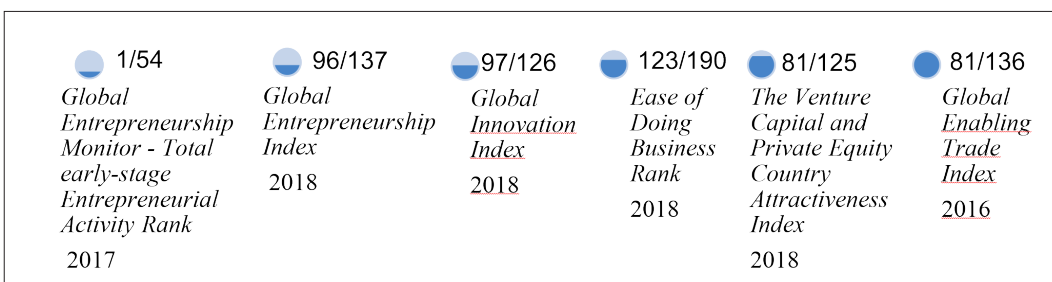 1/54
Global
Entrepreneurship
Monitor - Total
early-stage
Entrepreneurial
Activity Rank
2017
96/137
Global
Entrepreneurship
Index
2018
97/126
Global
Innovation
Index
2018
123/190
Ease of
Doing
Business
Rank
2018
81/125
The Venture
Capital and
Private Equity
Country
Attractiveness
Index
2018
81/136
Global
Enabling
Trade
Index
2016